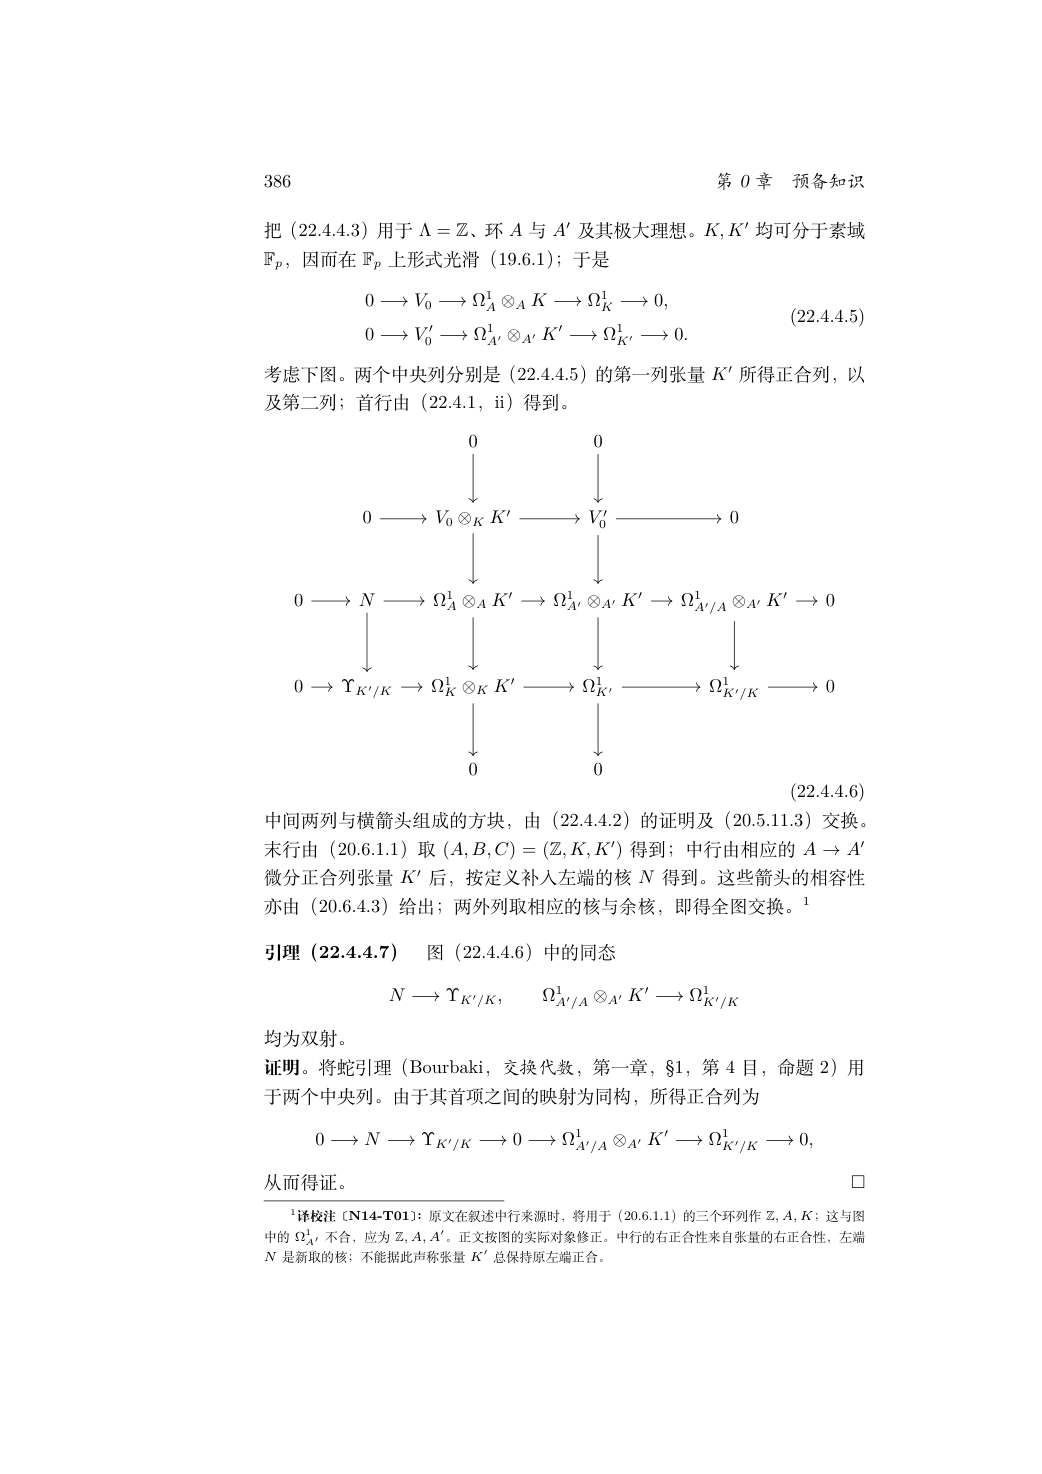 386 第 0 章 预备知识
把（22.4.4.3）用于 Λ = ℤ、环 A 与 A′ 及其极大理想。K, K′ 均可分于素域
𝔽_p，因而在 𝔽_p 上形式光滑（19.6.1）；于是
0 ⟶ V_0 ⟶ Ω^1_A ⊗_A K ⟶ Ω^1_K ⟶ 0,
0 ⟶ V′_0 ⟶ Ω^1_{A′} ⊗_{A′} K′ ⟶ Ω^1_{K′} ⟶ 0.
(22.4.4.5)
考虑下图。两个中央列分别是（22.4.4.5）的第一列张量 K′ 所得正合列，以
及第二列；首行由（22.4.1，ii）得到。
0 0
0 ⟶ V_0 ⊗_K K′ ⟶ V′_0 ⟶ 0
0 ⟶ N ⟶ Ω^1_A ⊗_A K′ ⟶ Ω^1_{A′} ⊗_{A′} K′ ⟶ Ω^1_{A′/A} ⊗_{A′} K′ ⟶ 0
0 ⟶ ϒ_{K′/K} ⟶ Ω^1_K ⊗_K K′ ⟶ Ω^1_{K′} ⟶ Ω^1_{K′/K} ⟶ 0
0 0
(22.4.4.6)
中间两列与横箭头组成的方块，由（22.4.4.2）的证明及（20.5.11.3）交换。
末行由（20.6.1.1）取 (A, B, C) = (ℤ, K, K′) 得到；中行由相应的 A → A′
微分正合列张量 K′ 后，按定义补入左端的核 N 得到。这些箭头的相容性
亦由（20.6.4.3）给出；两外列取相应的核与余核，即得全图交换。¹
引理（22.4.4.7） 图（22.4.4.6）中的同态
N ⟶ ϒ_{K′/K}, Ω^1_{A′/A} ⊗_{A′} K′ ⟶ Ω^1_{K′/K}
均为双射。
证明。将蛇引理（Bourbaki，交换代数，第一章，§1，第 4 目，命题 2）用
于两个中央列。由于其首项之间的映射为同构，所得正合列为
0 ⟶ N ⟶ ϒ_{K′/K} ⟶ 0 ⟶ Ω^1_{A′/A} ⊗_{A′} K′ ⟶ Ω^1_{K′/K} ⟶ 0,
从而得证。 □
¹译校注〔N14-T01〕：原文在叙述中行来源时，将用于（20.6.1.1）的三个环列作 ℤ, A, K；这与图
中的 Ω^1_{A′} 不合，应为 ℤ, A, A′。正文按图的实际对象修正。中行的右正合性来自张量的右正合性，左端
N 是新取的核；不能据此声称张量 K′ 总保持原左端正合。